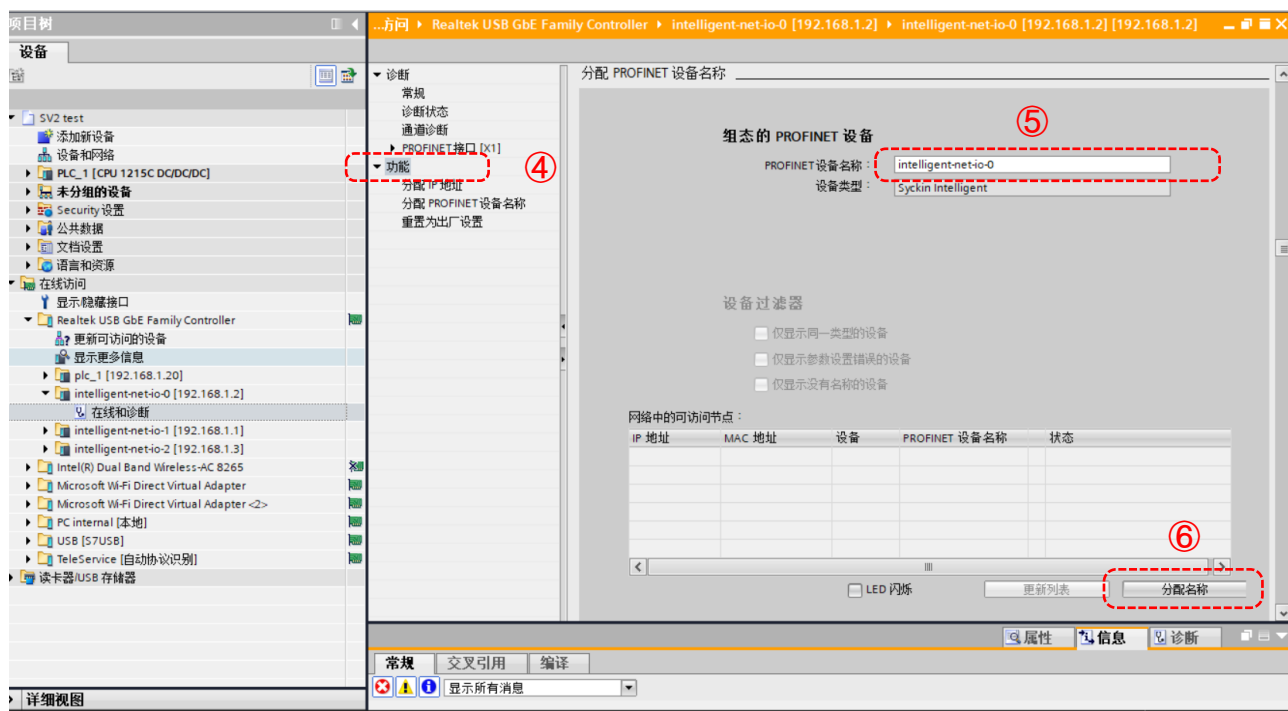 项目树
...方问 ▸ Realtek USB GbE Family Controller ▸ intelligent-net-io-0 [192.168.1.2] ▸ intelligent-net-io-0 [192.168.1.2] [192.168.1.2]
设备
SV2 test
添加新设备
设备和网络
PLC_1 [CPU 1215C DC/DC/DC]
未分组的设备
Security 设置
公共数据
文档设置
语言和资源
在线访问
显示/隐藏接口
Realtek USB GbE Family Controller
更新可访问的设备
显示更多信息
plc_1 [192.168.1.20]
intelligent-net-io-0 [192.168.1.2]
在线和诊断
intelligent-net-io-1 [192.168.1.1]
intelligent-net-io-2 [192.168.1.3]
Intel(R) Dual Band Wireless-AC 8265
Microsoft Wi-Fi Direct Virtual Adapter
Microsoft Wi-Fi Direct Virtual Adapter <2>
PC internal [本地]
USB [S7USB]
TeleService [自动协议识别]
读卡器/USB 存储器
详细视图
诊断
常规
诊断状态
通道诊断
PROFINET接口 [X1]
功能
④
分配 IP 地址
分配 PROFINET 设备名称
重置为出厂设置
分配 PROFINET 设备名称
组态的 PROFINET 设备
⑤
PROFINET设备名称: intelligent-net-io-0
设备类型: Syckin Intelligent
设备过滤器
仅显示同一类型的设备
仅显示参数设置错误的设备
仅显示没有名称的设备
网络中的可访问节点:
IP 地址 MAC 地址 设备 PROFINET 设备名称 状态
⑥
LED 闪烁 更新列表 分配名称
属性 信息 诊断
常规 交叉引用 编译
显示所有消息